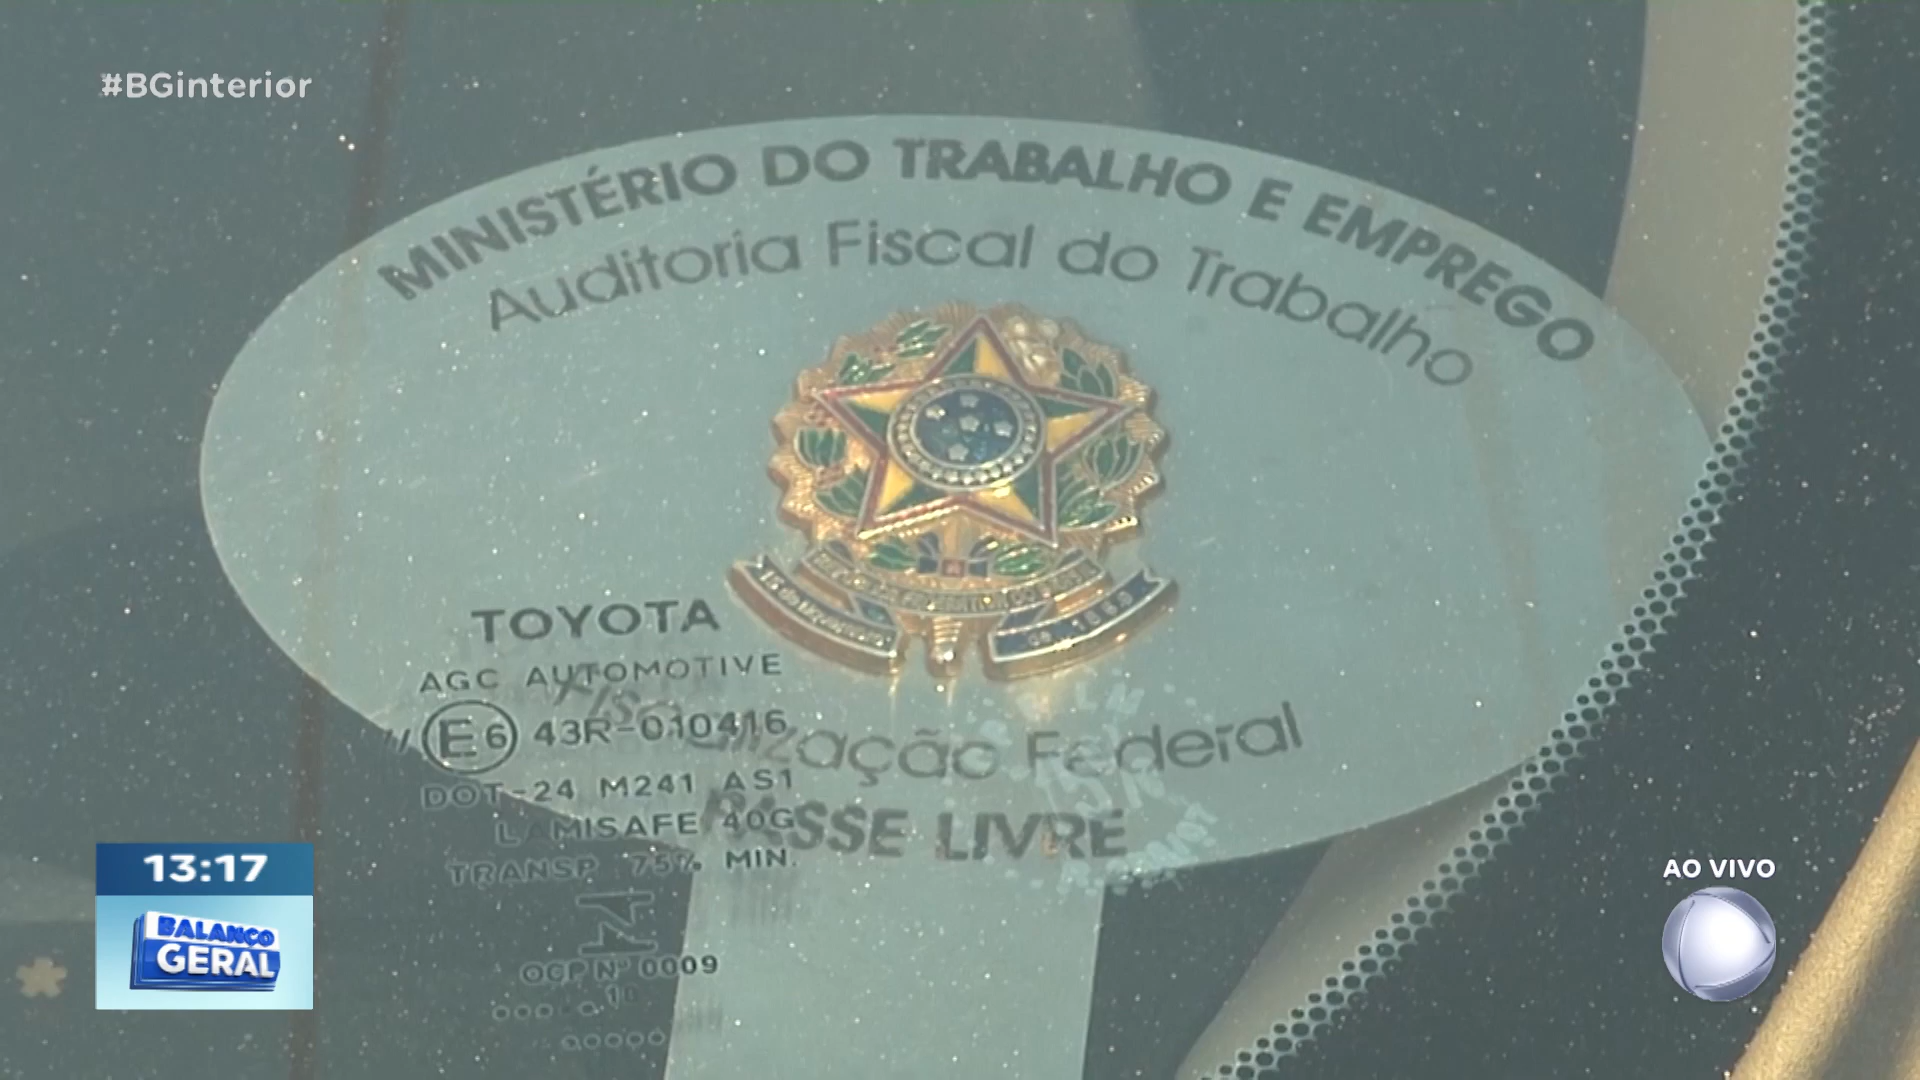 #BGinterior
MINISTÉRIO DO TRABALHO E EMPREGO
Auditoria Fiscal do Trabalho
TOYOTA
AGC AUTOMOTIVE
E6 43R-010416
Fiscalização Federal
DOT-24 M241 AS1
PASSE LIVRE
LAMISAFE 40G
TRANSP 75% MIN.
OCP Nº 0009
13:17
BALANÇO
GERAL
AO VIVO